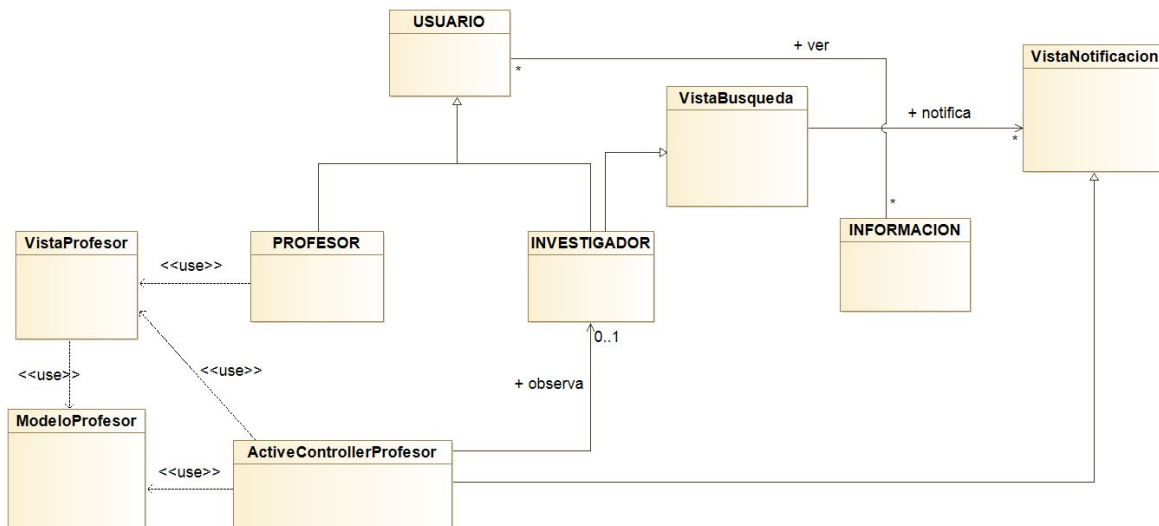 USUARIO
+ ver
*
VistaNotificacion
VistaBusqueda
+ notifica
*
*
VistaProfesor
PROFESOR
INVESTIGADOR
INFORMACION
<<use>>
0..1
<<use>>
<<use>>
+ observa
ModeloProfesor
ActiveControllerProfesor
<<use>>